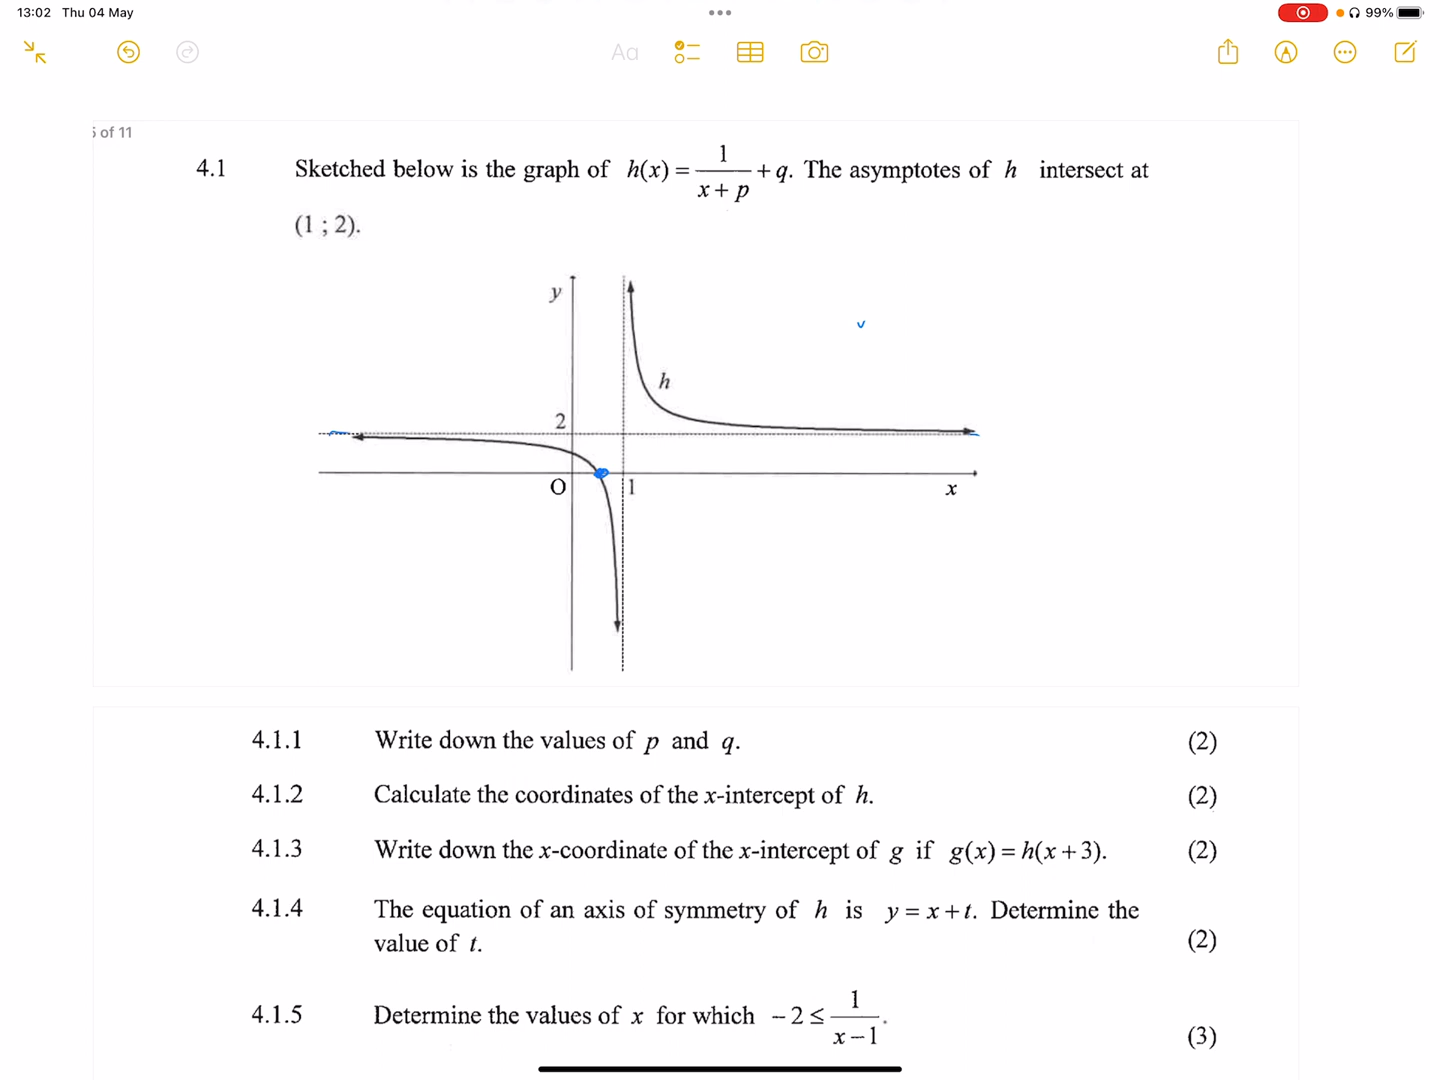 13:02 Thu 04 May
99%
Aa
5 of 11
4.1 Sketched below is the graph of h(x) = 1/(x + p) + q. The asymptotes of h intersect at
(1 ; 2).
y
h
2
O
1
x
4.1.1 Write down the values of p and q. (2)
4.1.2 Calculate the coordinates of the x-intercept of h. (2)
4.1.3 Write down the x-coordinate of the x-intercept of g if g(x) = h(x + 3). (2)
4.1.4 The equation of an axis of symmetry of h is y = x + t. Determine the
value of t. (2)
4.1.5 Determine the values of x for which −2 ≤ 1/(x − 1). (3)